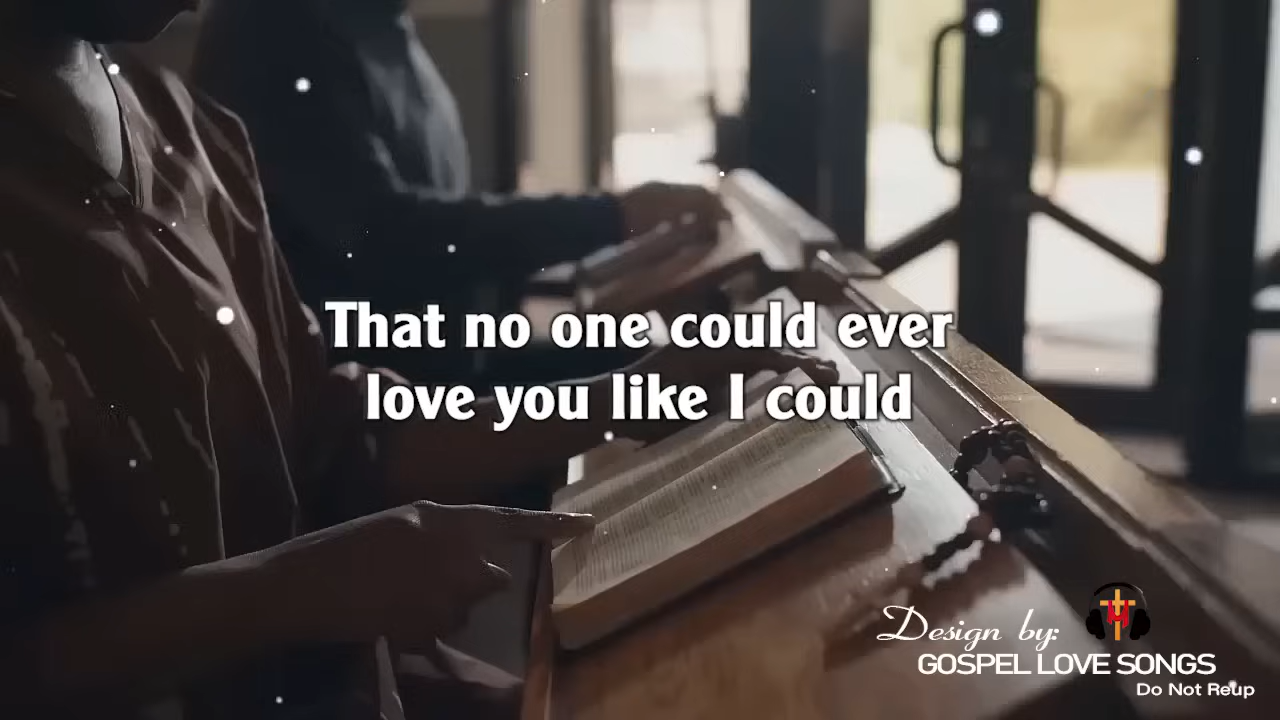 That no one could ever
love you like I could
Design by:
GOSPEL LOVE SONGS
Do Not Reup